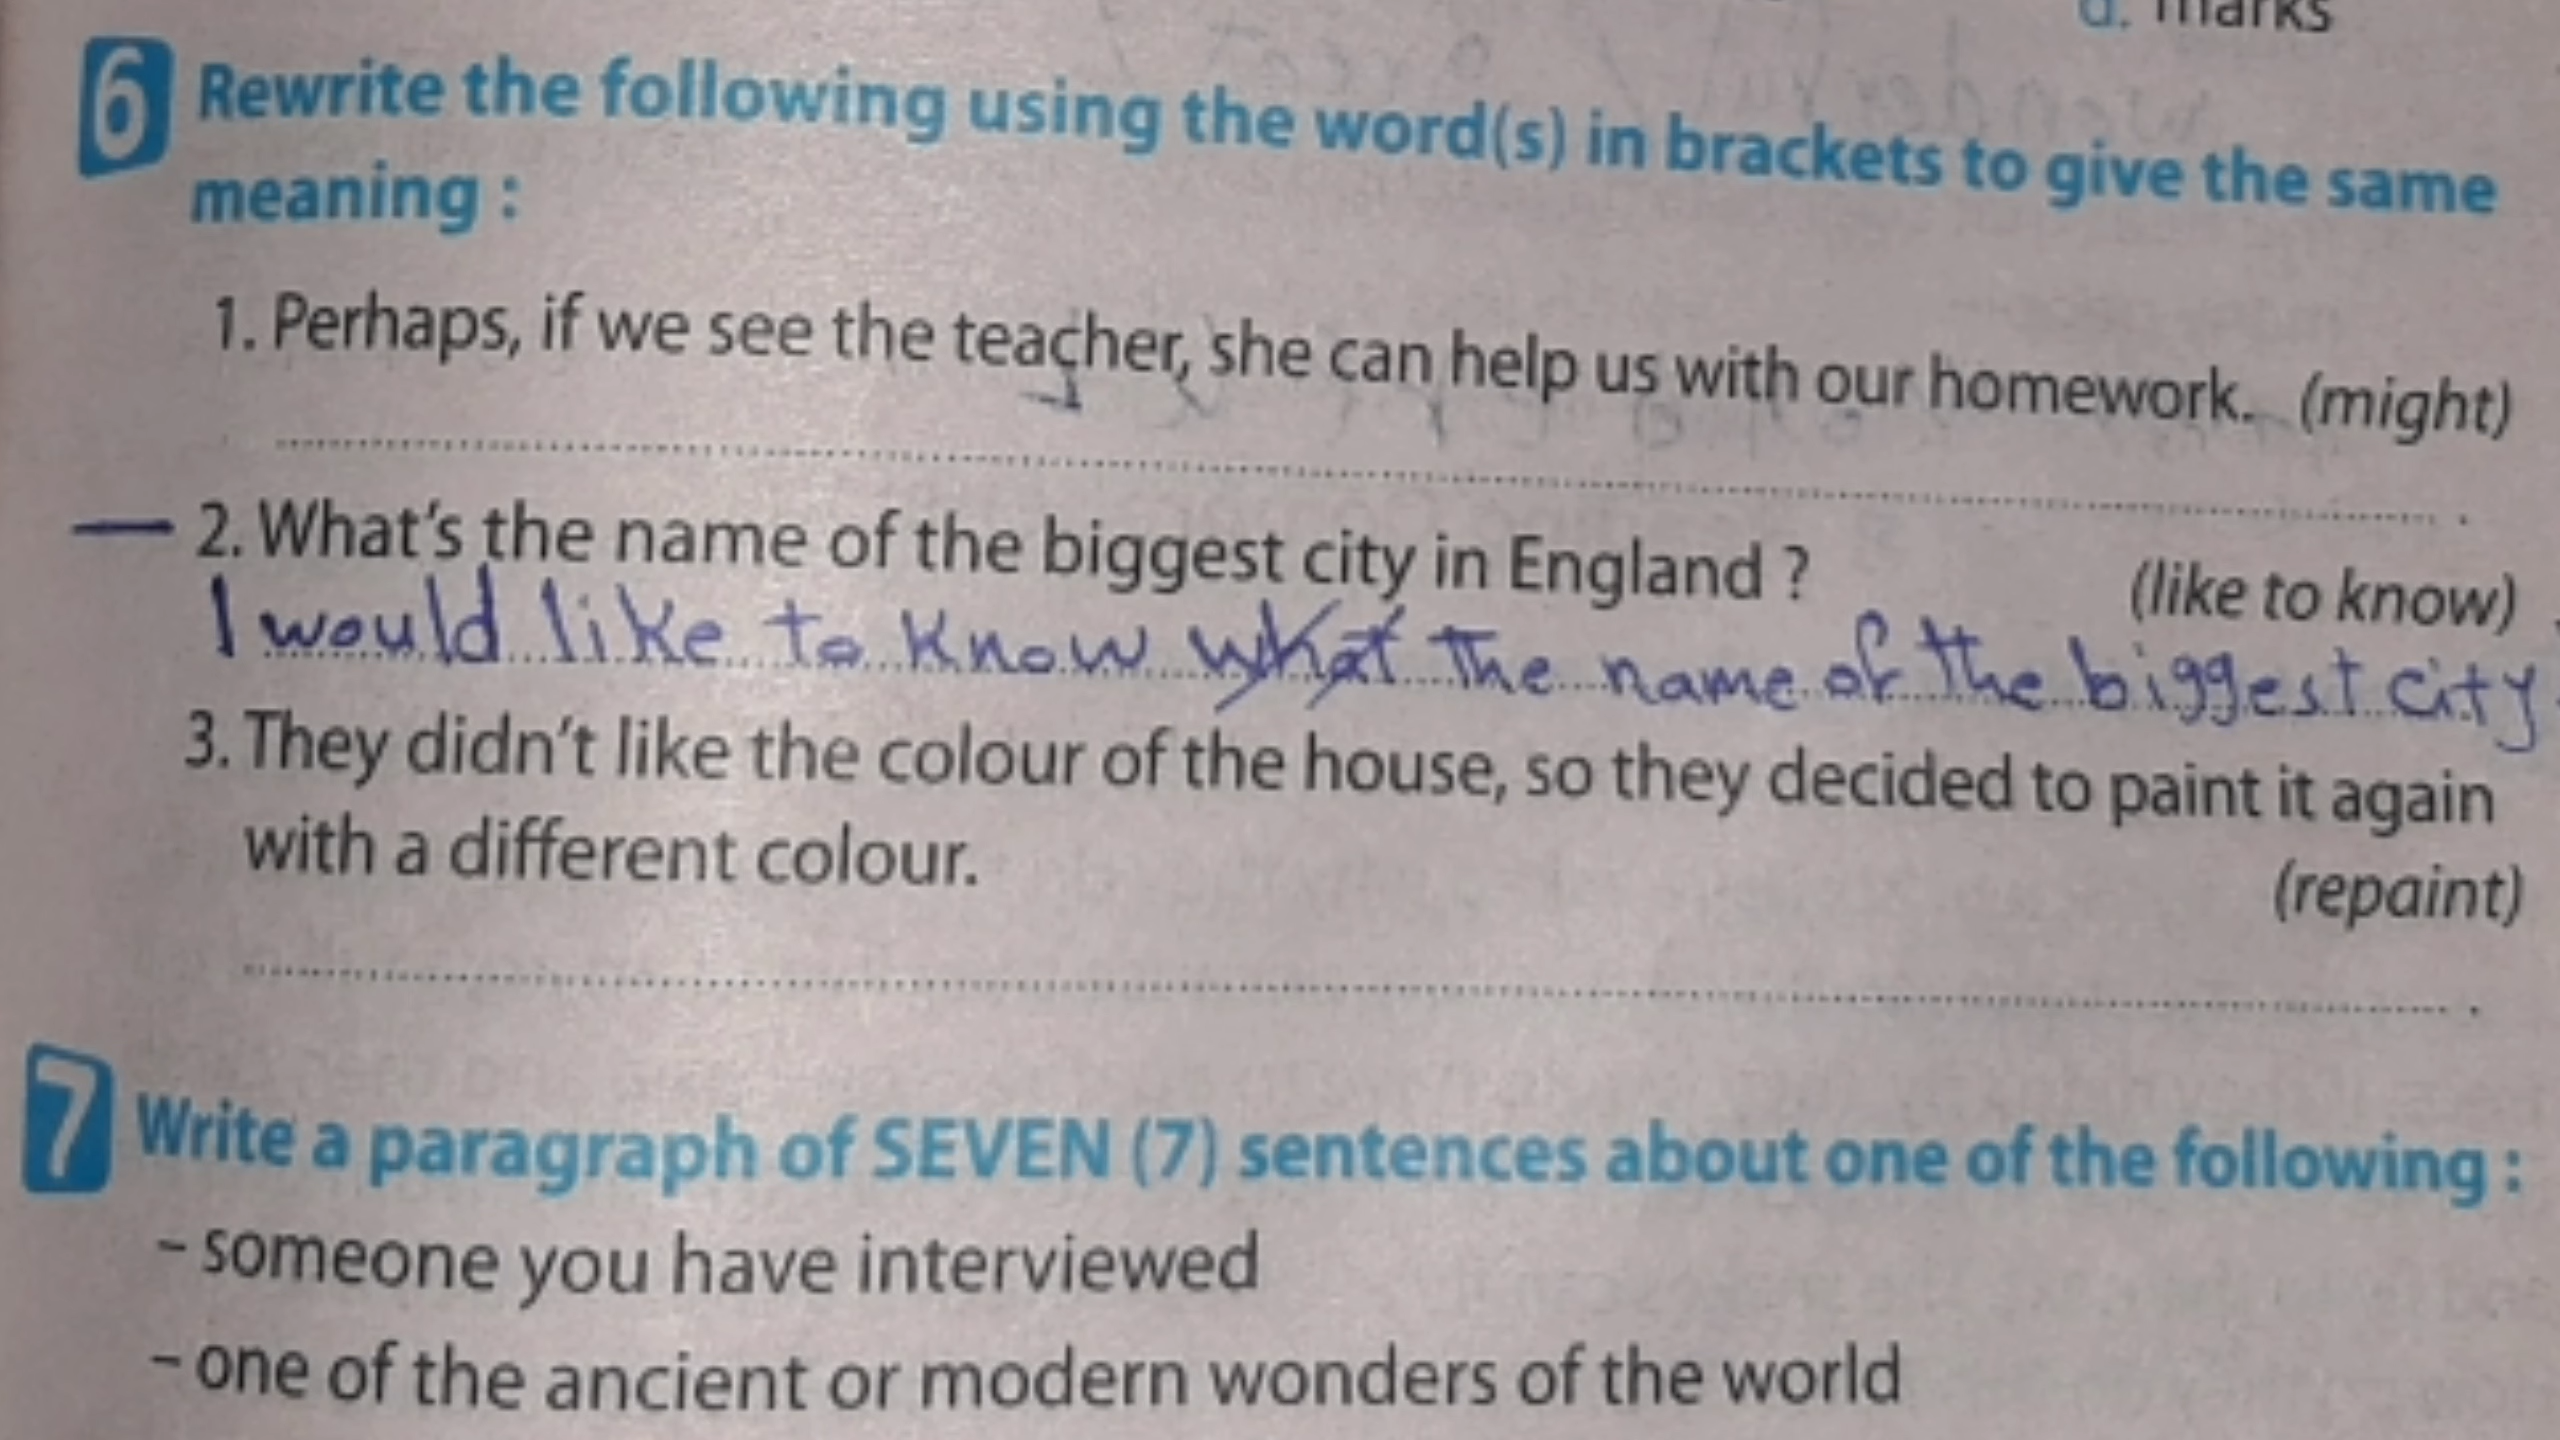 d. marks
6 Rewrite the following using the word(s) in brackets to give the same
meaning :
1. Perhaps, if we see the teacher, she can help us with our homework. (might)
2. What's the name of the biggest city in England ? (like to know)
I would like to know what the name of the biggest city
3. They didn't like the colour of the house, so they decided to paint it again
with a different colour. (repaint)
7 Write a paragraph of SEVEN (7) sentences about one of the following :
– someone you have interviewed
– one of the ancient or modern wonders of the world